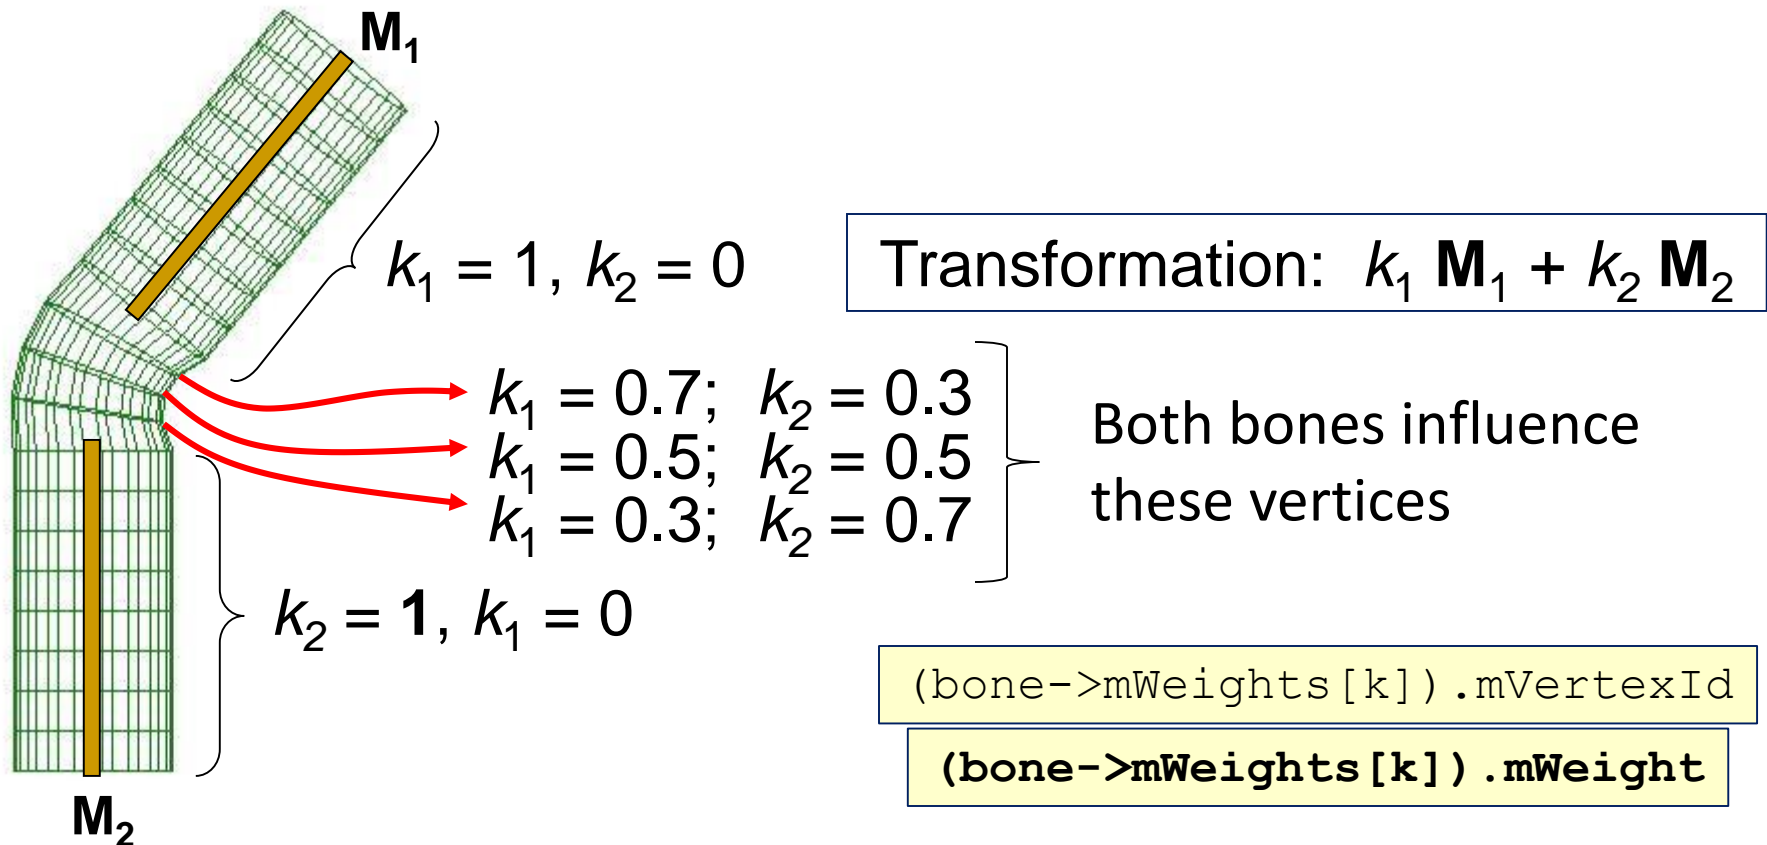 M₁
k₁ = 1, k₂ = 0
Transformation: k₁ M₁ + k₂ M₂
k₁ = 0.7; k₂ = 0.3
k₁ = 0.5; k₂ = 0.5
k₁ = 0.3; k₂ = 0.7
Both bones influence
these vertices
k₂ = 1, k₁ = 0
(bone->mWeights[k]).mVertexId
(bone->mWeights[k]).mWeight
M₂